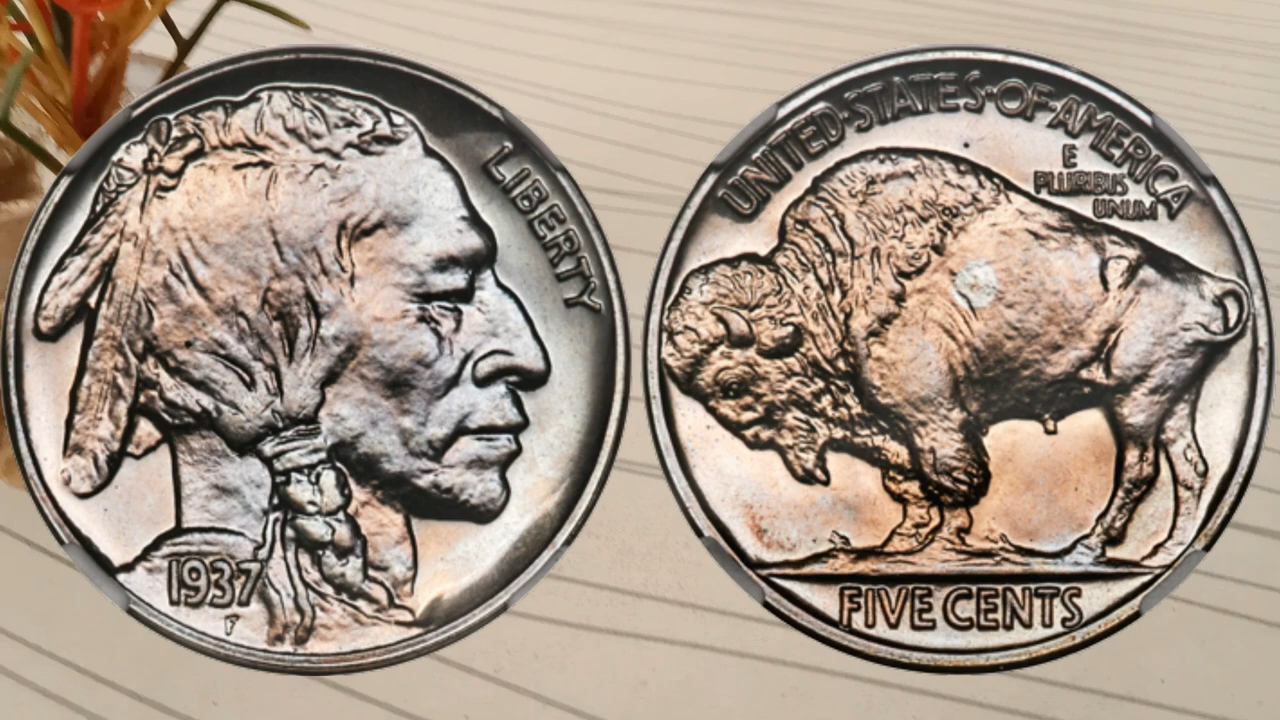 LIBERTY
1937
F
UNITED·STATES·OF·AMERICA
E
PLURIBUS
UNUM
FIVE CENTS